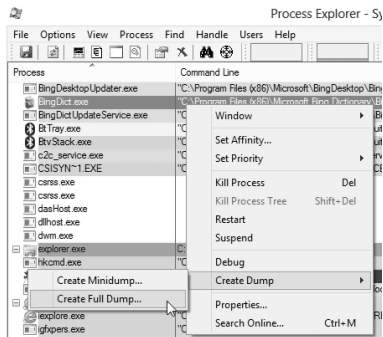 Process Explorer - Sy
File Options View Process Find Handle Users Help
Process Command Line
BingDesktopUpdater.exe "C:\Program Files (x86)\Microsoft\BingDesktop\Bing
BingDict.exe "C:\Program Files (x86)\Microsoft Bing Dictionary\Bi
BingDictUpdateService.exe "C
BtTray.exe "C
BtvStack.exe "C
c2c_service.exe "C
CSISYN~1.EXE "C
csrss.exe
csrss.exe
dasHost.exe
dllhost.exe
dwm.exe
explorer.exe C:
hkcmd.exe "C
iexplore.exe "C
igfxpers.exe "C
Window
Set Affinity...
Set Priority
Kill Process Del
Kill Process Tree Shift+Del
Restart
Suspend
Debug
Create Dump
Properties...
Search Online... Ctrl+M
Create Minidump...
Create Full Dump...